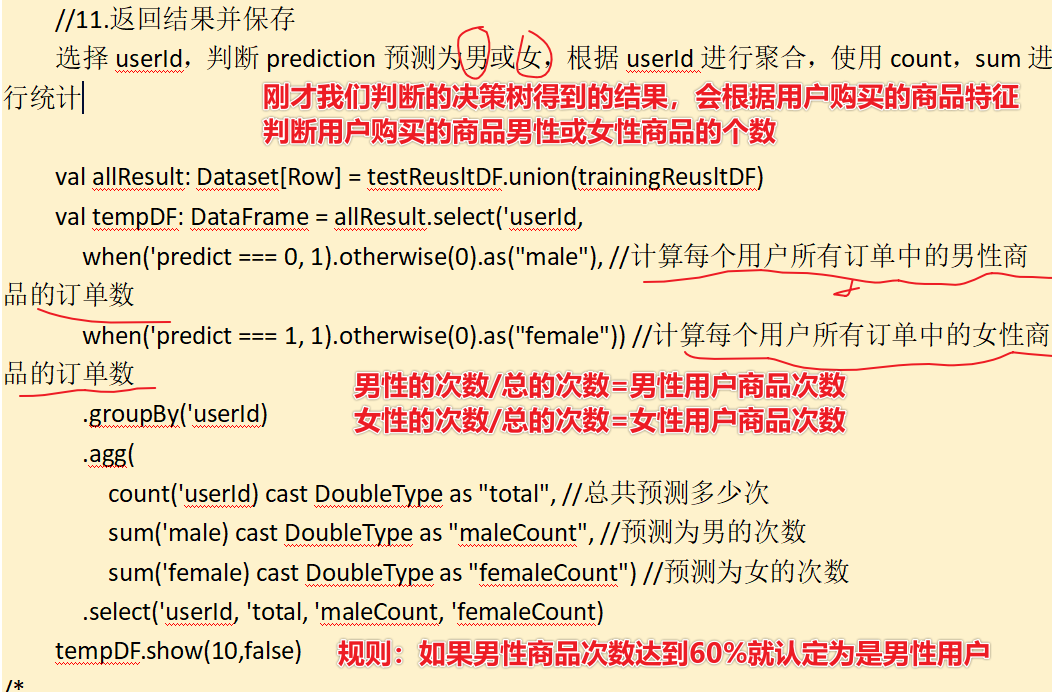 //11.返回结果并保存
选择 userId，判断 prediction 预测为男或女，根据 userId 进行聚合，使用 count，sum 进
行统计
刚才我们判断的决策树得到的结果，会根据用户购买的商品特征
判断用户购买的商品男性或女性商品的个数
val allResult: Dataset[Row] = testReusltDF.union(trainingReusltDF)
val tempDF: DataFrame = allResult.select('userId,
when('predict === 0, 1).otherwise(0).as("male"), //计算每个用户所有订单中的男性商
品的订单数
when('predict === 1, 1).otherwise(0).as("female")) //计算每个用户所有订单中的女性商
品的订单数
男性的次数/总的次数=男性用户商品次数
女性的次数/总的次数=女性用户商品次数
.groupBy('userId)
.agg(
count('userId) cast DoubleType as "total", //总共预测多少次
sum('male) cast DoubleType as "maleCount", //预测为男的次数
sum('female) cast DoubleType as "femaleCount") //预测为女的次数
.select('userId, 'total, 'maleCount, 'femaleCount)
tempDF.show(10,false)
规则：如果男性商品次数达到60%就认定为是男性用户
/*